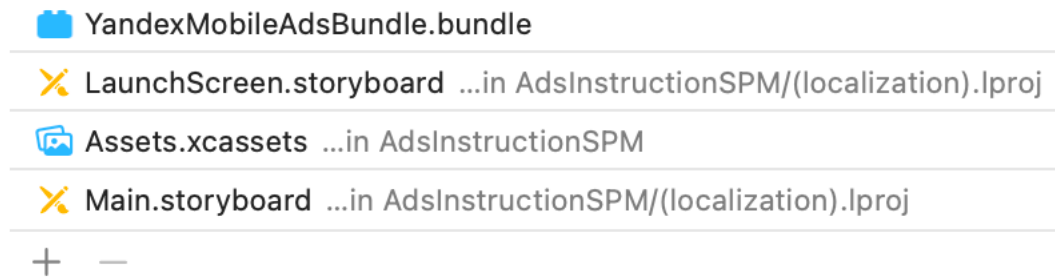 YandexMobileAdsBundle.bundle
LaunchScreen.storyboard ...in AdsInstructionSPM/(localization).lproj
Assets.xcassets ...in AdsInstructionSPM
Main.storyboard ...in AdsInstructionSPM/(localization).lproj